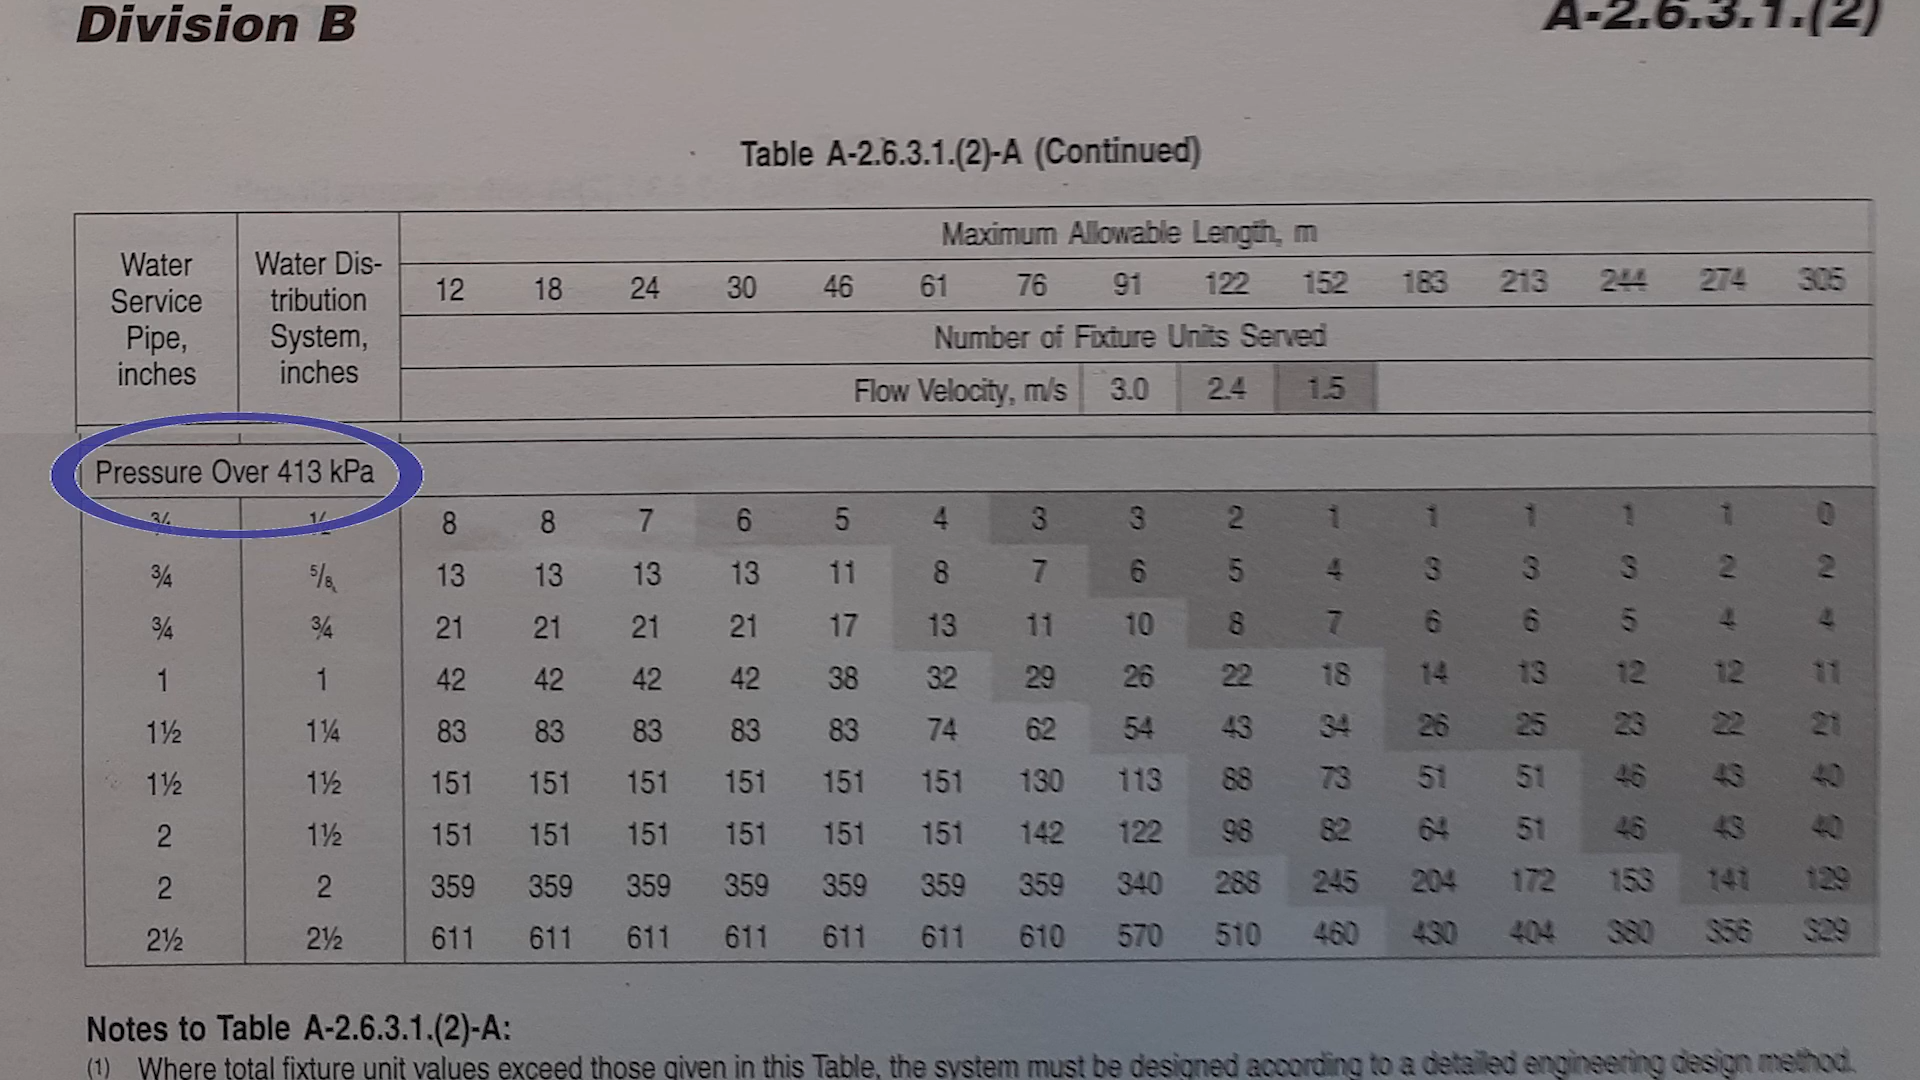 Division B
A-2.6.3.1.(2)
Table A-2.6.3.1.(2)-A (Continued)
Water Service Pipe, inches
Water Dis-tribution System, inches
Maximum Allowable Length, m
12 18 24 30 46 61 76 91 122 152 183 213 244 274 305
Number of Fixture Units Served
Flow Velocity, m/s 3.0 2.4 1.5
Pressure Over 413 kPa
¾ ½ 8 8 7 6 5 4 3 3 2 1 1 1 1 1 0
¾ 5/8 13 13 13 13 11 8 7 6 5 4 3 3 3 2 2
¾ ¾ 21 21 21 21 17 13 11 10 8 7 6 6 5 4 4
1 1 42 42 42 42 38 32 29 26 22 18 14 13 12 12 11
1½ 1¼ 83 83 83 83 83 74 62 54 43 34 26 25 23 22 21
1½ 1½ 151 151 151 151 151 151 130 113 88 73 51 51 46 43 40
2 1½ 151 151 151 151 151 151 142 122 98 82 64 51 46 43 40
2 2 359 359 359 359 359 359 359 340 288 245 204 172 153 141 129
2½ 2½ 611 611 611 611 611 611 610 570 510 460 430 404 380 356 329
Notes to Table A-2.6.3.1.(2)-A:
(1) Where total fixture unit values exceed those given in this Table, the system must be designed according to a detailed engineering design method.